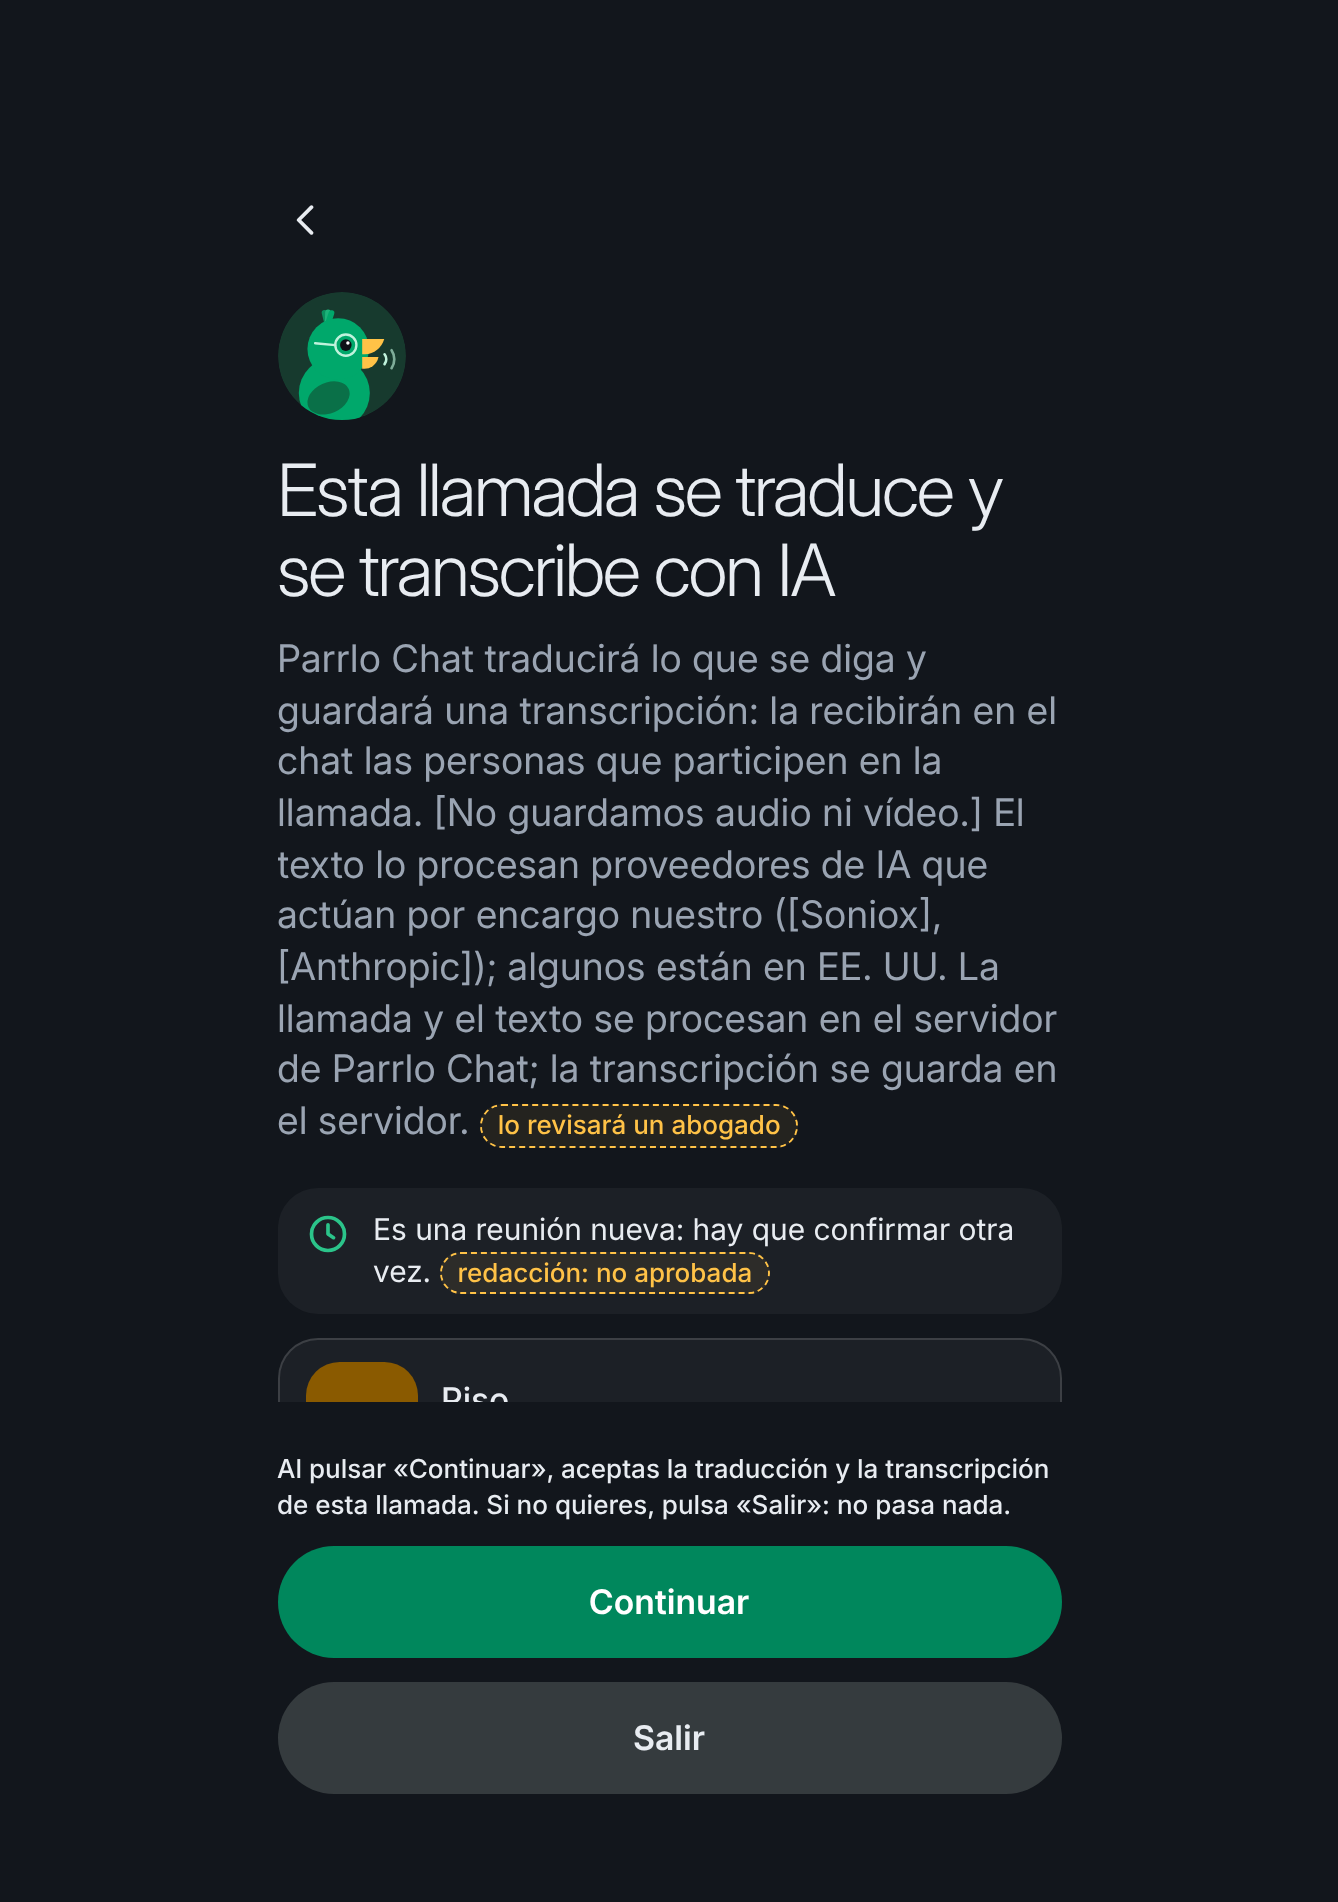 Esta llamada se traduce y
se transcribe con IA
Parrlo Chat traducirá lo que se diga y
guardará una transcripción: la recibirán en el
chat las personas que participen en la
llamada. [No guardamos audio ni vídeo.] El
texto lo procesan proveedores de IA que
actúan por encargo nuestro ([Soniox],
[Anthropic]); algunos están en EE. UU. La
llamada y el texto se procesan en el servidor
de Parrlo Chat; la transcripción se guarda en
el servidor. lo revisará un abogado
Es una reunión nueva: hay que confirmar otra
vez. redacción: no aprobada
Piso
Al pulsar «Continuar», aceptas la traducción y la transcripción
de esta llamada. Si no quieres, pulsa «Salir»: no pasa nada.
Continuar
Salir